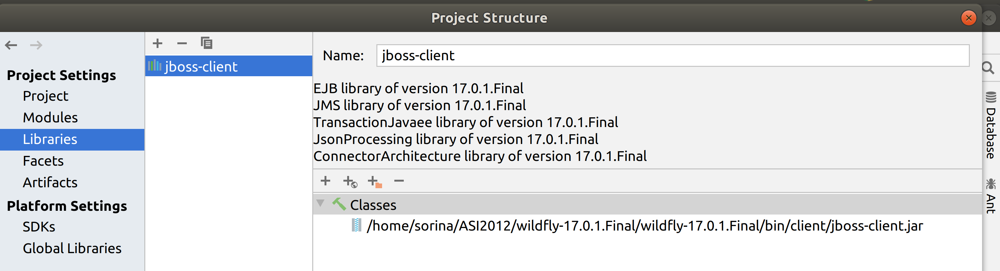 Project Structure
Project Settings
Project
Modules
Libraries
Facets
Artifacts
Platform Settings
SDKs
Global Libraries
jboss-client
Name: jboss-client
EJB library of version 17.0.1.Final
JMS library of version 17.0.1.Final
TransactionJavaee library of version 17.0.1.Final
JsonProcessing library of version 17.0.1.Final
ConnectorArchitecture library of version 17.0.1.Final
Classes
/home/sorina/ASI2012/wildfly-17.0.1.Final/wildfly-17.0.1.Final/bin/client/jboss-client.jar
Database
Ant